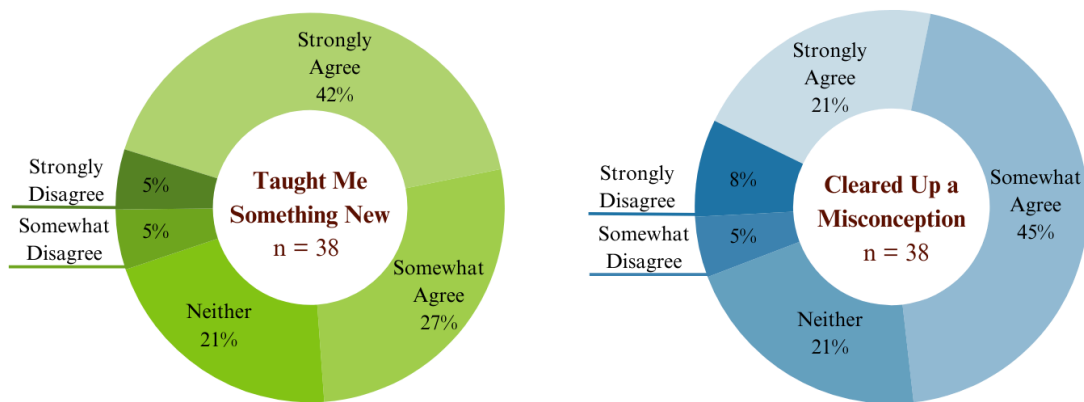 Strongly
Agree
42%
Strongly
Disagree
5%
Somewhat
Disagree
5%
Taught Me
Something New
n = 38
Somewhat
Agree
27%
Neither
21%
Strongly
Agree
21%
Strongly
Disagree
8%
Somewhat
Disagree
5%
Cleared Up a
Misconception
n = 38
Somewhat
Agree
45%
Neither
21%